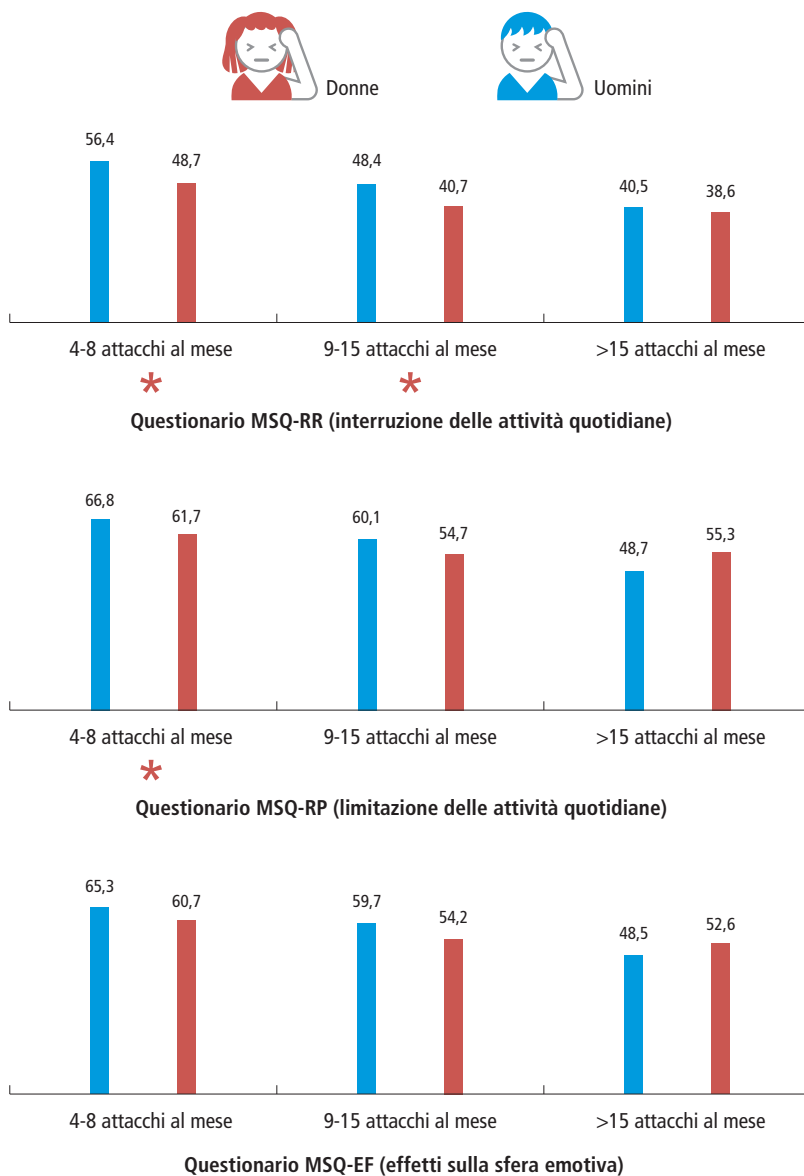 Donne Uomini
56,4 48,7 48,4 40,7 40,5 38,6
4-8 attacchi al mese 9-15 attacchi al mese >15 attacchi al mese
* *
Questionario MSQ-RR (interruzione delle attività quotidiane)
66,8 61,7 60,1 54,7 48,7 55,3
4-8 attacchi al mese 9-15 attacchi al mese >15 attacchi al mese
*
Questionario MSQ-RP (limitazione delle attività quotidiane)
65,3 60,7 59,7 54,2 48,5 52,6
4-8 attacchi al mese 9-15 attacchi al mese >15 attacchi al mese
Questionario MSQ-EF (effetti sulla sfera emotiva)